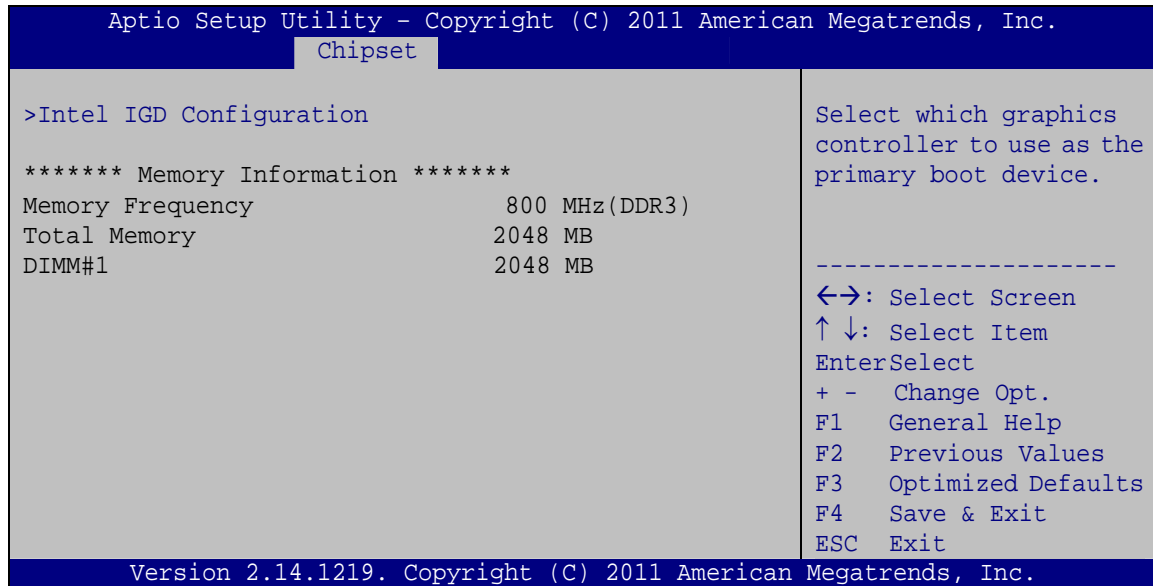 Aptio Setup Utility – Copyright (C) 2011 American Megatrends, Inc.
Chipset
>Intel IGD Configuration
******* Memory Information *******
Memory Frequency 800 MHz(DDR3)
Total Memory 2048 MB
DIMM#1 2048 MB
Select which graphics
controller to use as the
primary boot device.
---------------------
←→: Select Screen
↑ ↓: Select Item
EnterSelect
+ - Change Opt.
F1 General Help
F2 Previous Values
F3 Optimized Defaults
F4 Save & Exit
ESC Exit
Version 2.14.1219. Copyright (C) 2011 American Megatrends, Inc.